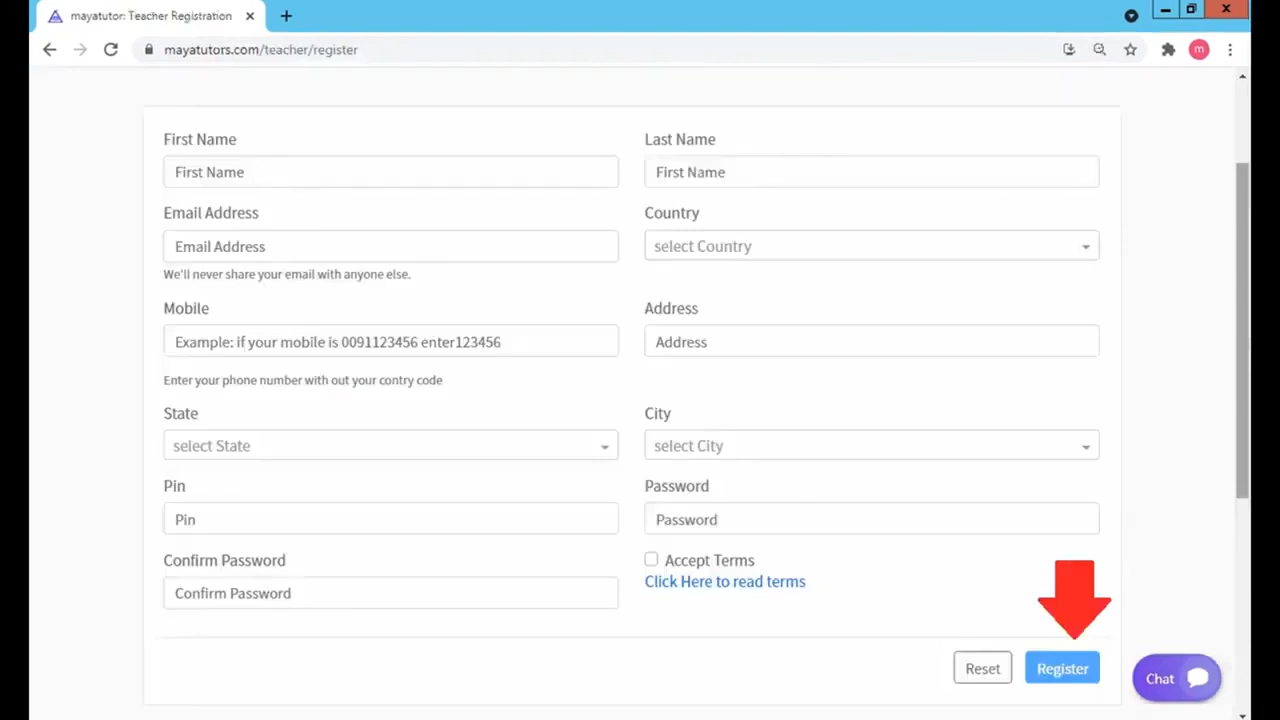 mayatutor: Teacher Registration
mayatutors.com/teacher/register
m
First Name
Last Name
First Name
First Name
Email Address
Country
Email Address
select Country
We'll never share your email with anyone else.
Mobile
Address
Example: if your mobile is 0091123456 enter123456
Address
Enter your phone number with out your contry code
State
City
select State
select City
Pin
Password
Pin
Password
Confirm Password
Accept Terms
Click Here to read terms
Confirm Password
Reset
Register
Chat